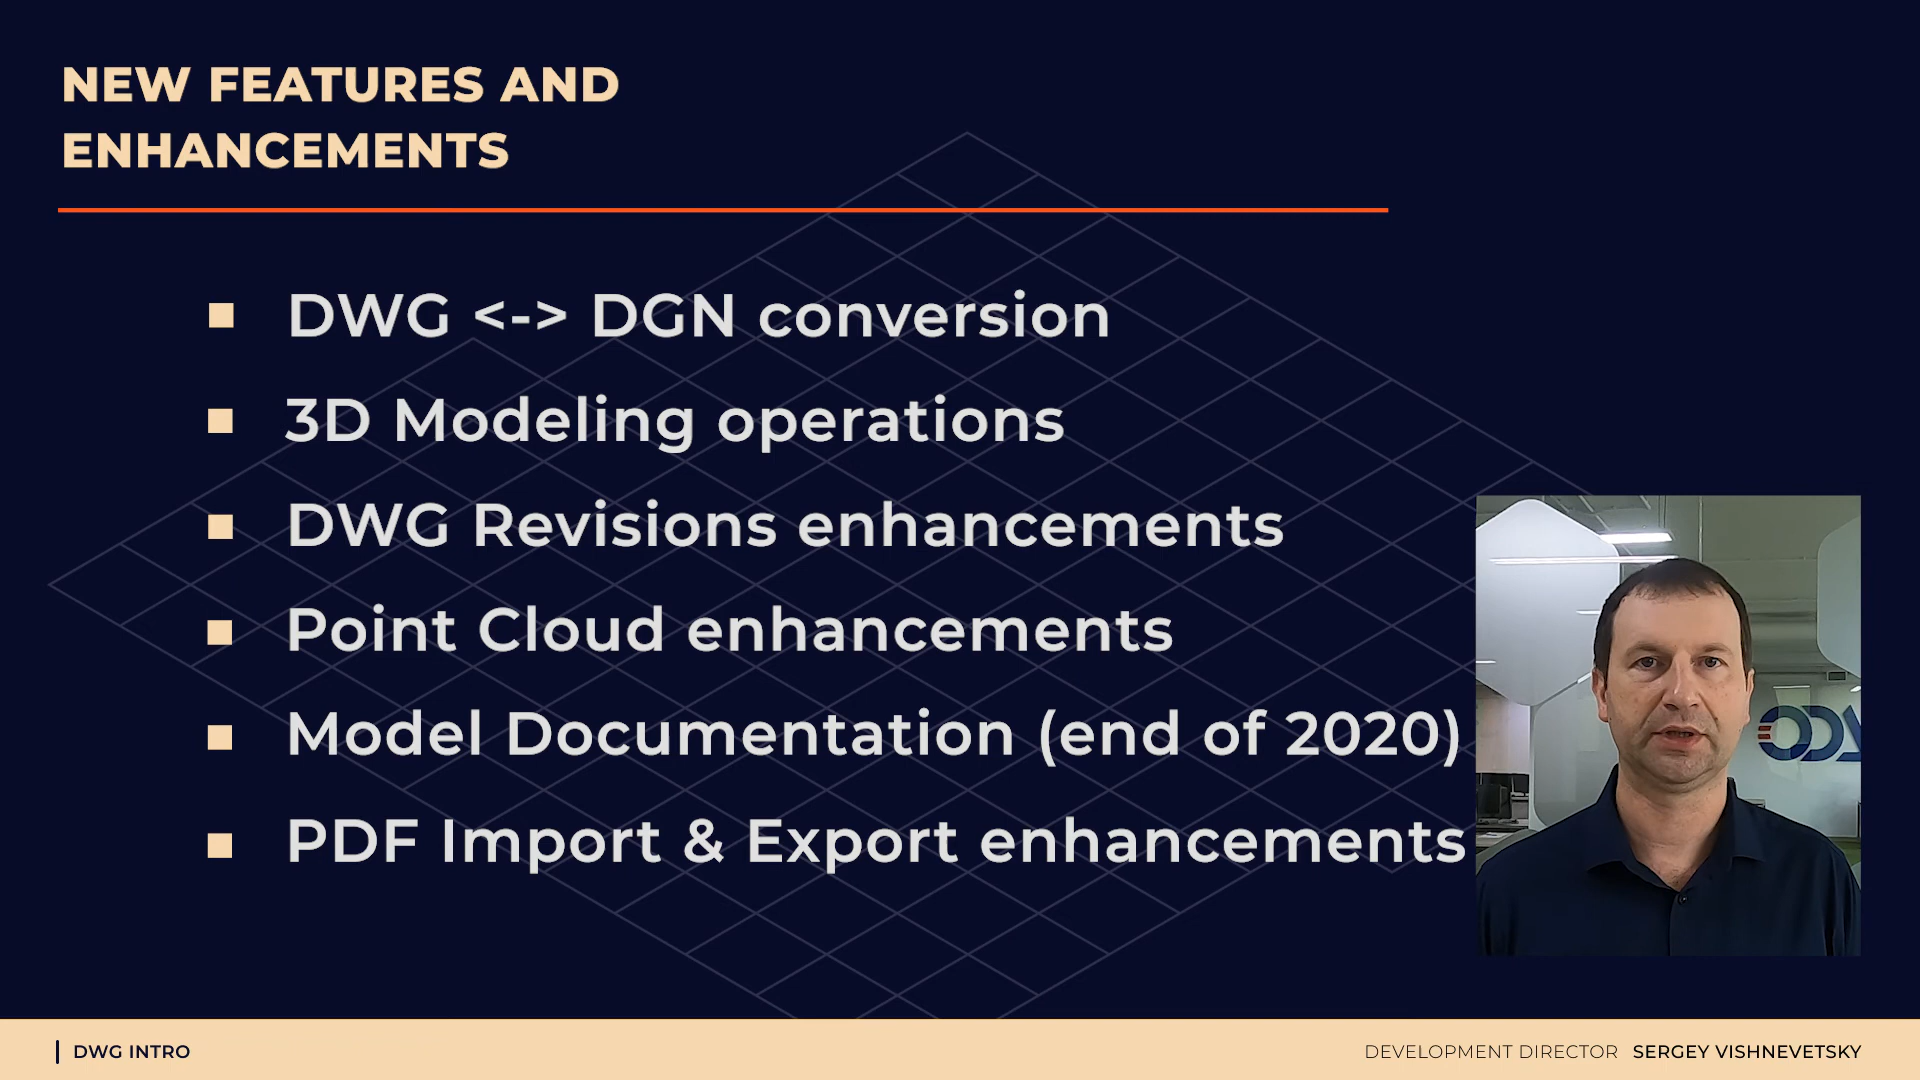 NEW FEATURES AND
ENHANCEMENTS
DWG <-> DGN conversion
3D Modeling operations
DWG Revisions enhancements
Point Cloud enhancements
Model Documentation (end of 2020)
PDF Import & Export enhancements
ODA
DWG INTRO
DEVELOPMENT DIRECTOR SERGEY VISHNEVETSKY